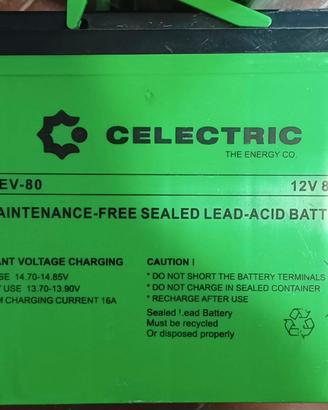 CELECTRIC
THE ENERGY CO.
EV-80 12V 8
AINTENANCE-FREE SEALED LEAD-ACID BATT
ANT VOLTAGE CHARGING
SE 14.70-14.85V
USE 13.70-13.90V
M CHARGING CURRENT 16A
CAUTION !
* DO NOT SHORT THE BATTERY TERMINALS
* DO NOT CHARGE IN SEALED CONTAINER
* RECHARGE AFTER USE
Sealed Lead Battery
Must be recycled
Or disposed properly